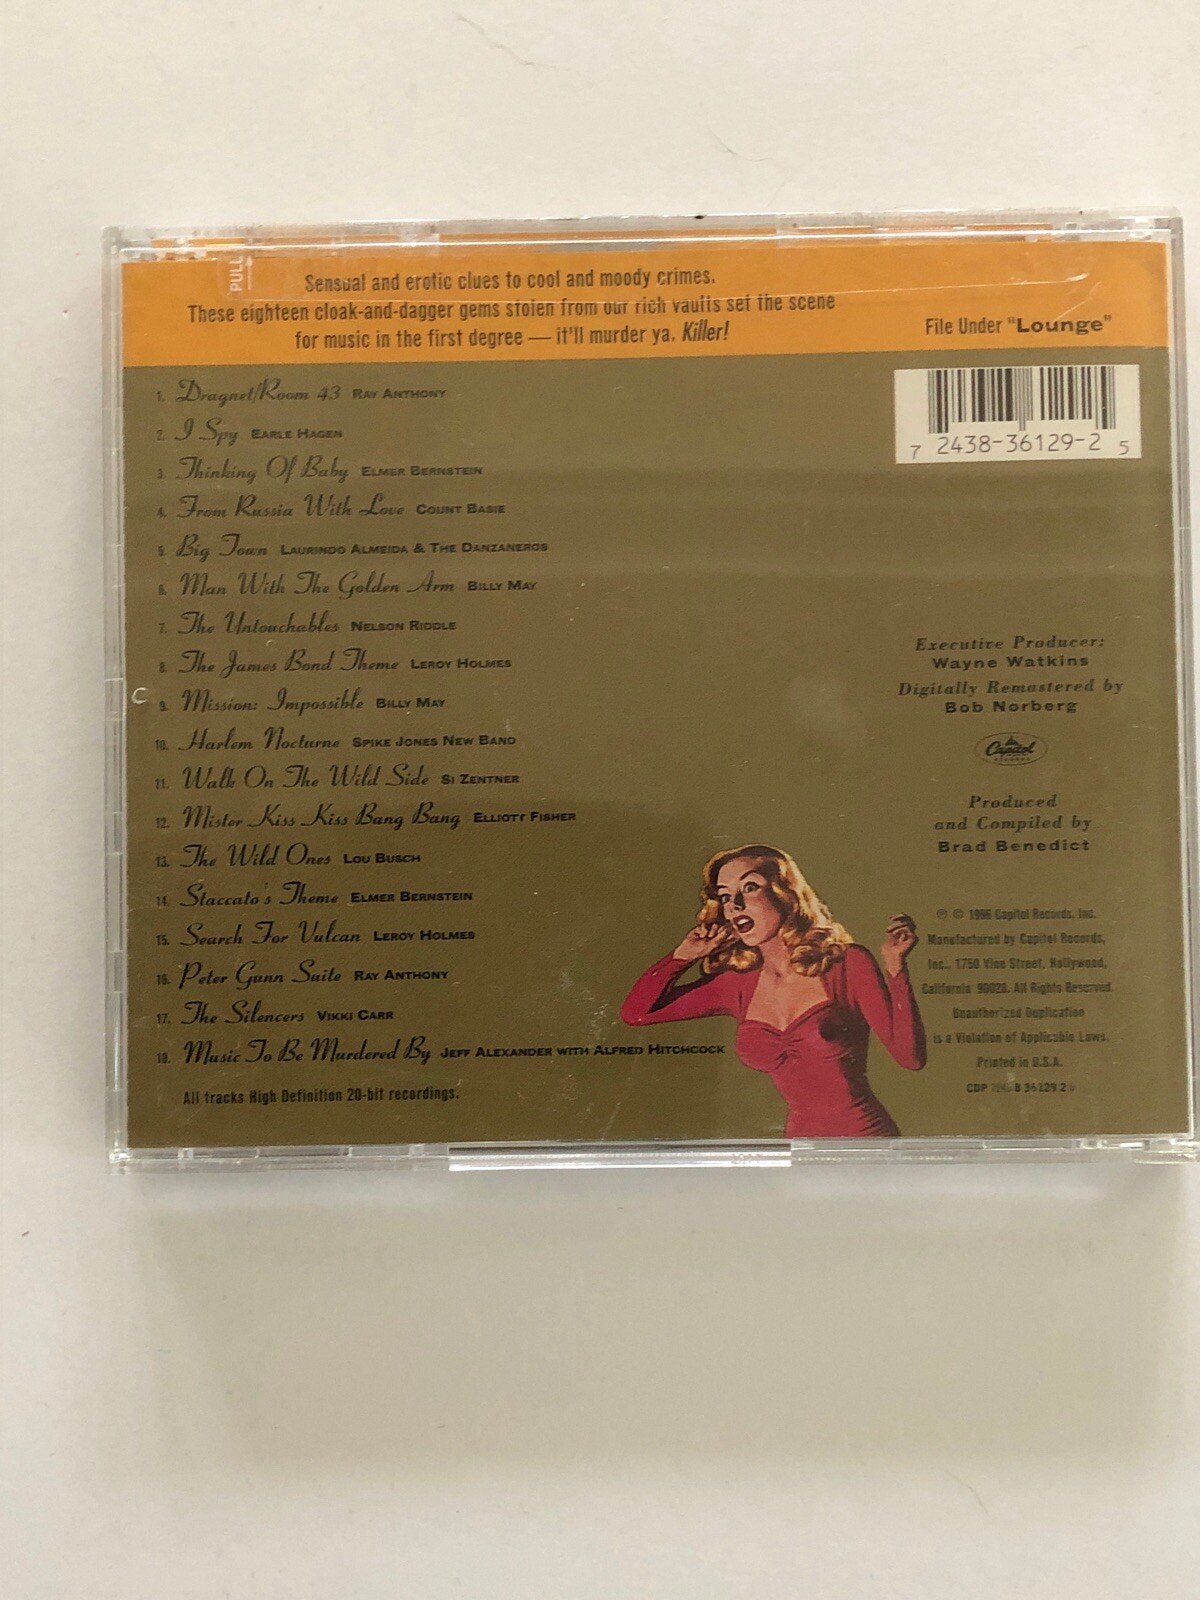 PULL
Sensual and erotic clues to cool and moody crimes.
These eighteen cloak-and-dagger gems stolen from our rich vaults set the scene
for music in the first degree — it'll murder ya. Killer!
File Under "Lounge"
7 2438-36129-2 5
1. Dragnet/Room 43 RAY ANTHONY
2. I Spy EARLE HAGEN
3. Thinking Of Baby ELMER BERNSTEIN
4. From Russia With Love COUNT BASIE
5. Big Town LAURINDO ALMEIDA & THE DANZANEROS
6. Man With The Golden Arm BILLY MAY
7. The Untouchables NELSON RIDDLE
8. The James Bond Theme LEROY HOLMES
9. Mission: Impossible BILLY MAY
10. Harlem Nocturne SPIKE JONES NEW BAND
11. Walk On The Wild Side SI ZENTNER
12. Mister Kiss Kiss Bang Bang ELLIOTT FISHER
13. The Wild Ones LOU BUSCH
14. Staccato's Theme ELMER BERNSTEIN
15. Search For Vulcan LEROY HOLMES
16. Peter Gunn Suite RAY ANTHONY
17. The Silencers VIKKI CARR
18. Music To Be Murdered By JEFF ALEXANDER WITH ALFRED HITCHCOCK
All tracks High Definition 20-bit recordings.
Executive Producer:
Wayne Watkins
Digitally Remastered by
Bob Norberg
Capitol
RECORDS
Produced
and Compiled by
Brad Benedict
℗ © 1996 Capitol Records, Inc.
Manufactured by Capitol Records,
Inc., 1750 Vine Street, Hollywood,
California 90028. All Rights Reserved.
Unauthorized Duplication
is a Violation of Applicable Laws.
Printed in U.S.A.
CDP 8 36129 2